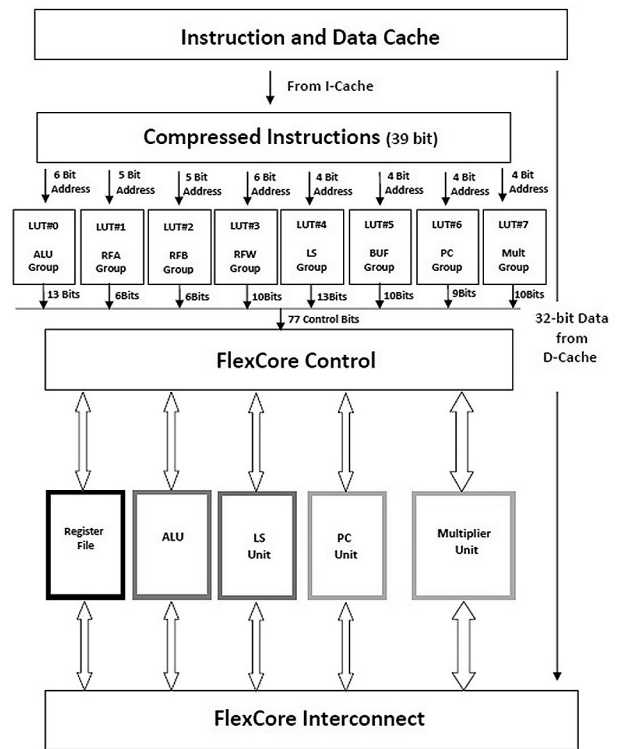 Instruction and Data Cache
From I-Cache
Compressed Instructions (39 bit)
6 Bit Address
5 Bit Address
5 Bit Address
6 Bit Address
4 Bit Address
4 Bit Address
4 Bit Address
4 Bit Address
LUT#0
ALU
Group
LUT#1
RFA
Group
LUT#2
RFB
Group
LUT#3
RFW
Group
LUT#4
LS
Group
LUT#5
BUF
Group
LUT#6
PC
Group
LUT#7
Mult
Group
13 Bits
6Bits
6Bits
10Bits
13Bits
10Bits
9Bits
10Bits
77 Control Bits
32-bit Data
from
D-Cache
FlexCore Control
Register
File
ALU
LS
Unit
PC
Unit
Multiplier
Unit
FlexCore Interconnect